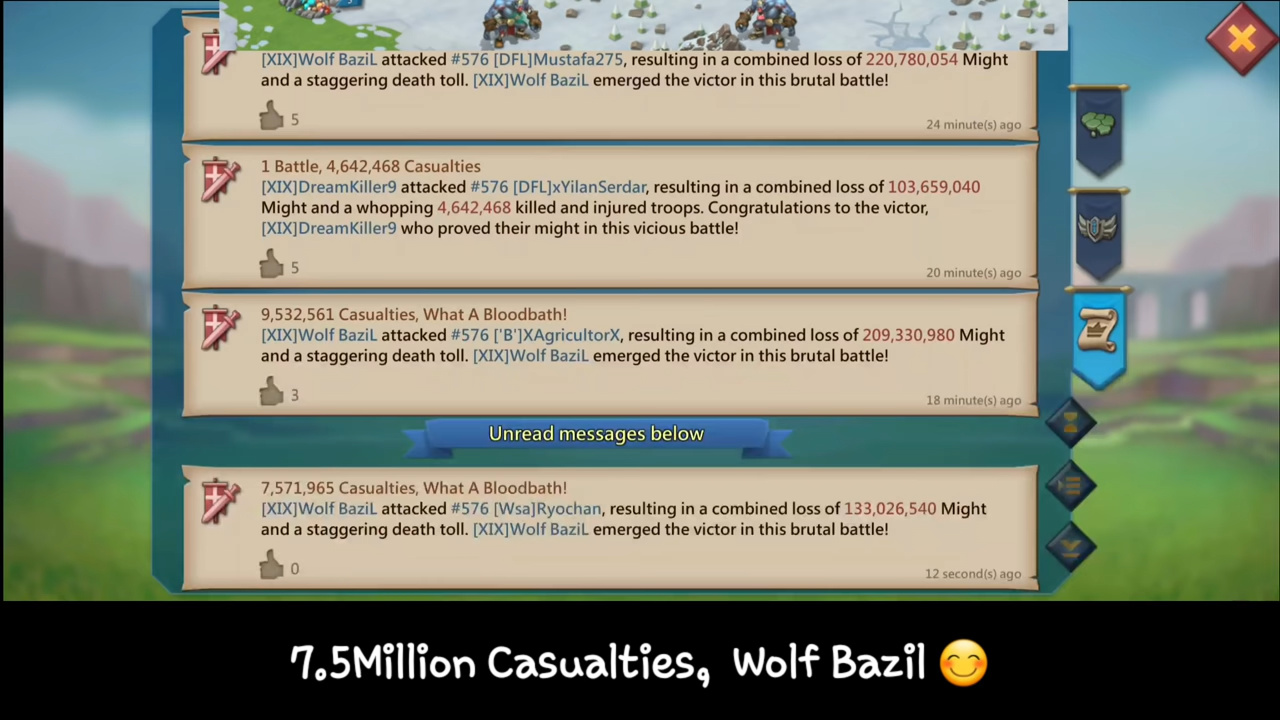 [XIX]Wolf BaziL attacked #576 [DFL]Mustafa275, resulting in a combined loss of 220,780,054 Might
and a staggering death toll. [XIX]Wolf BaziL emerged the victor in this brutal battle!
5
24 minute(s) ago
1 Battle, 4,642,468 Casualties
[XIX]DreamKiller9 attacked #576 [DFL]xYilanSerdar, resulting in a combined loss of 103,659,040
Might and a whopping 4,642,468 killed and injured troops. Congratulations to the victor,
[XIX]DreamKiller9 who proved their might in this vicious battle!
5
20 minute(s) ago
9,532,561 Casualties, What A Bloodbath!
[XIX]Wolf BaziL attacked #576 ['B']XAgricultorX, resulting in a combined loss of 209,330,980 Might
and a staggering death toll. [XIX]Wolf BaziL emerged the victor in this brutal battle!
3
18 minute(s) ago
Unread messages below
7,571,965 Casualties, What A Bloodbath!
[XIX]Wolf BaziL attacked #576 [Wsa]Ryochan, resulting in a combined loss of 133,026,540 Might
and a staggering death toll. [XIX]Wolf BaziL emerged the victor in this brutal battle!
0
12 second(s) ago
7.5Million Casualties, Wolf Bazil 😊